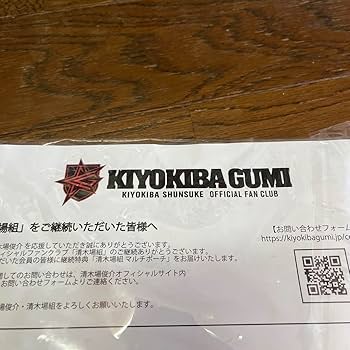 KIYOKIBA GUMI
KIYOKIBA SHUNSUKE OFFICIAL FAN CLUB
場組」をご継続いただいた皆様へ
【お問い合わせフォーム
https://kiyokibagumi.jp/c
木場俊介 を応援していただき誠にありがとうございます。
フィシャルファンクラブ「清木場組」のご継続ありがとうございます。
だいた会員の皆様に継続特典「清木場組 マルチポーチ」をお届けいたします。
関してのお問い合わせは、清木場俊介オフィシャルサイト内
お問い合わせフォームよりご連絡ください。
場俊介・清木場組をよろしくお願いいたします。